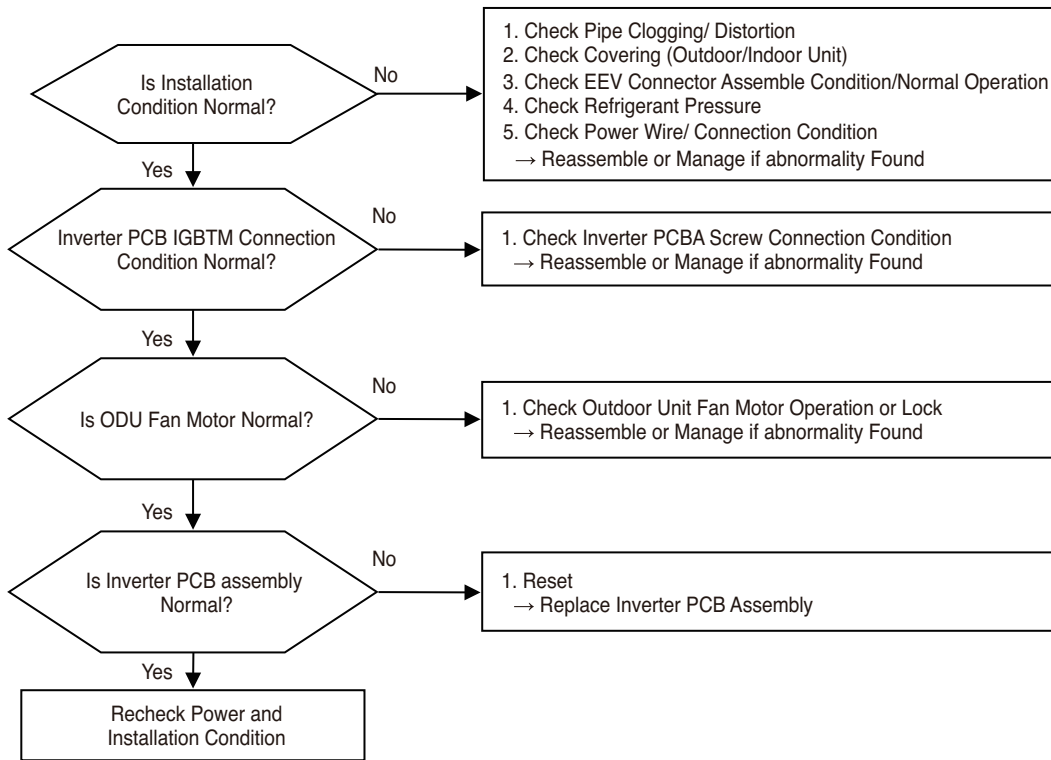 Is Installation
Condition Normal?
No
1. Check Pipe Clogging/ Distortion
2. Check Covering (Outdoor/Indoor Unit)
3. Check EEV Connector Assemble Condition/Normal Operation
4. Check Refrigerant Pressure
5. Check Power Wire/ Connection Condition
→ Reassemble or Manage if abnormality Found
Yes
Inverter PCB IGBTM Connection
Condition Normal?
No
1. Check Inverter PCBA Screw Connection Condition
→ Reassemble or Manage if abnormality Found
Yes
Is ODU Fan Motor Normal?
No
1. Check Outdoor Unit Fan Motor Operation or Lock
→ Reassemble or Manage if abnormality Found
Yes
Is Inverter PCB assembly
Normal?
No
1. Reset
→ Replace Inverter PCB Assembly
Yes
Recheck Power and
Installation Condition